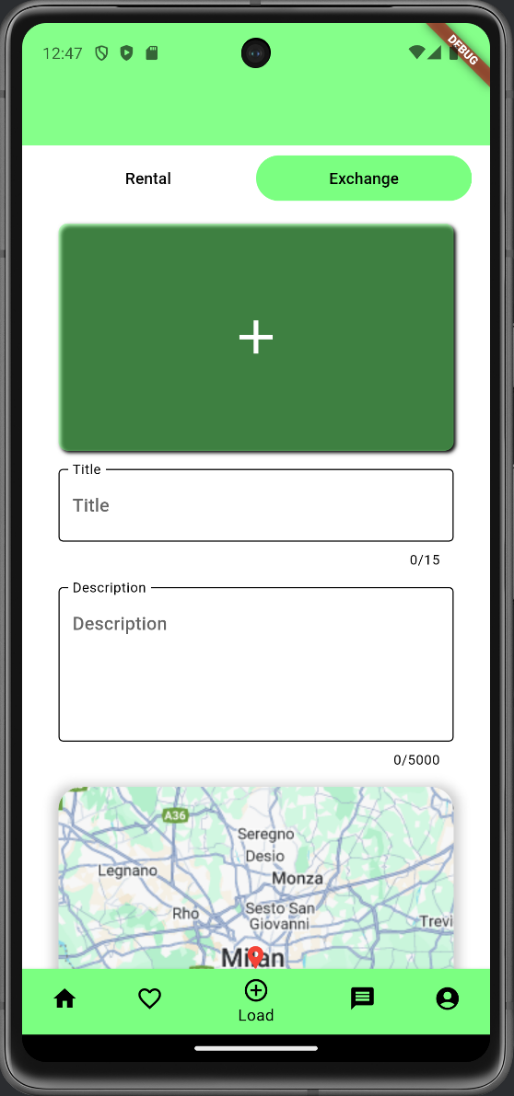 12:47
DEBUG
Rental
Exchange
Title
Title
0/15
Description
Description
0/5000
A36
Seregno
Desio
Legnano
Monza
Rho
Sesto San
Giovanni
Trevi
Milan
Load